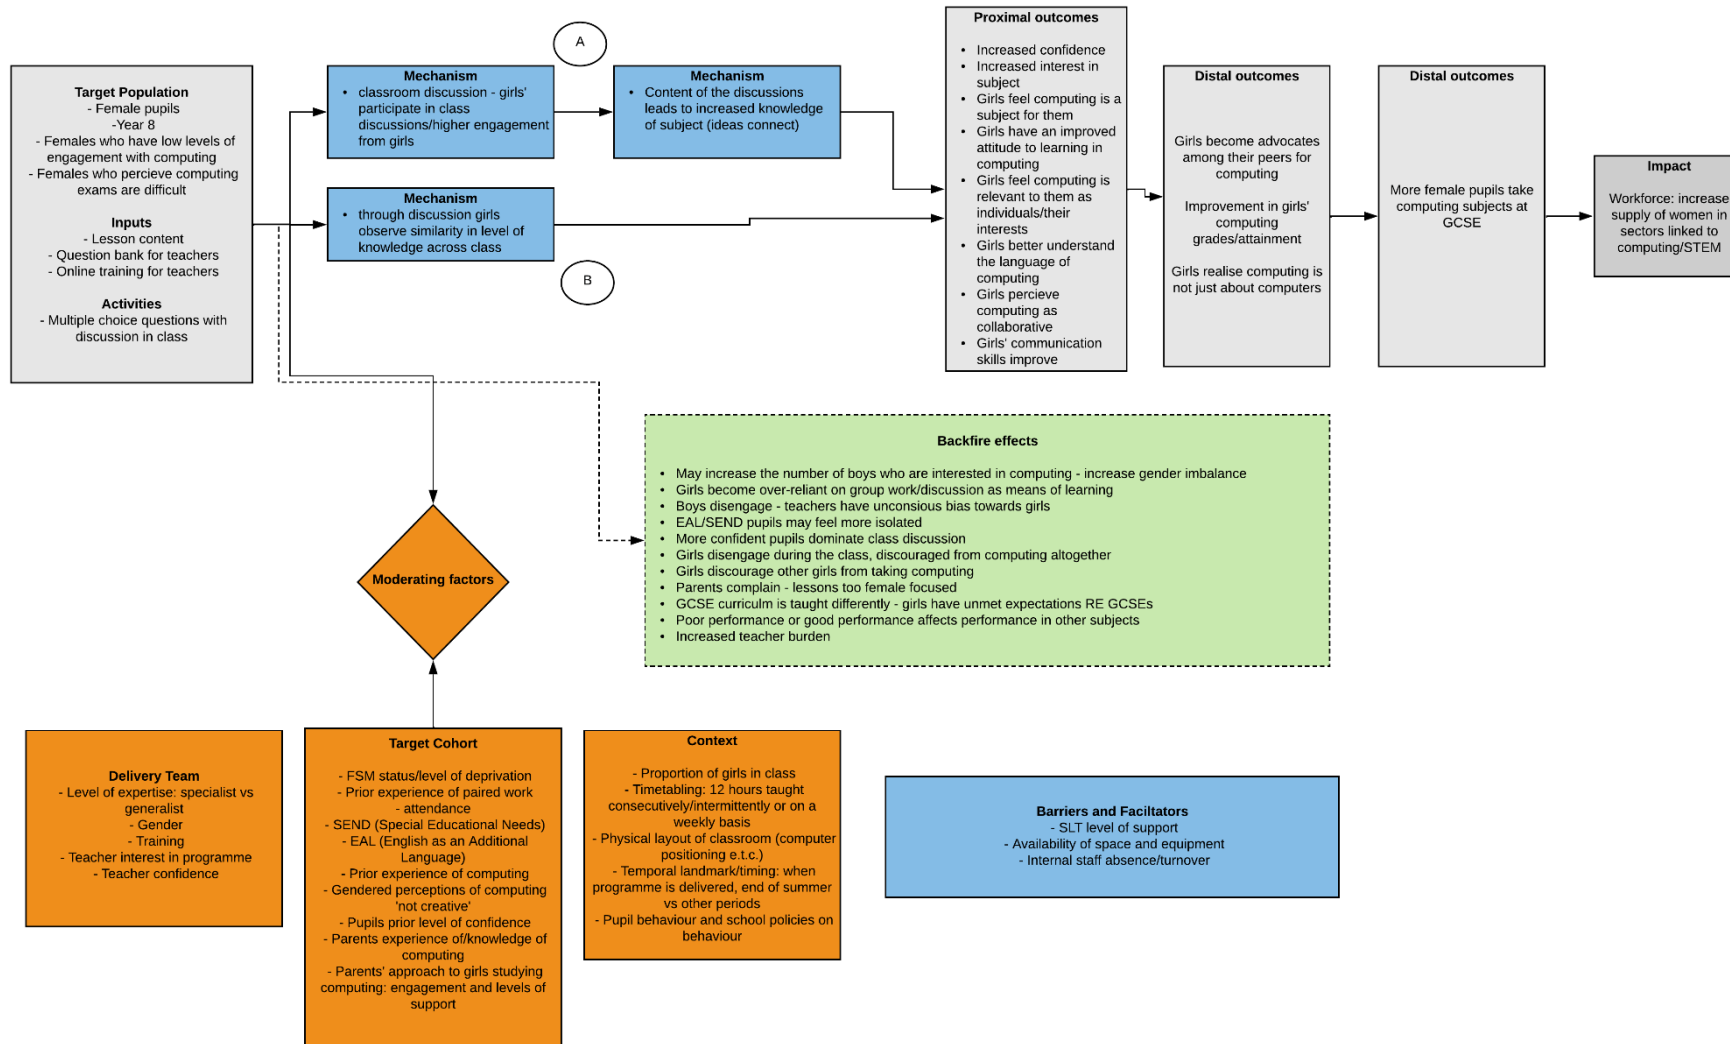 Target Population
- Female pupils
-Year 8
- Females who have low levels of
engagement with computing
- Females who percieve computing
exams are difficult
Inputs
- Lesson content
- Question bank for teachers
- Online training for teachers
Activities
- Multiple choice questions with
discussion in class
A
Mechanism
• classroom discussion - girls'
participate in class
discussions/higher engagement
from girls
Mechanism
• Content of the discussions
leads to increased knowledge
of subject (ideas connect)
Mechanism
• through discussion girls
observe similarity in level of
knowledge across class
B
Proximal outcomes
• Increased confidence
• Increased interest in
subject
• Girls feel computing is a
subject for them
• Girls have an improved
attitude to learning in
computing
• Girls feel computing is
relevant to them as
individuals/their
interests
• Girls better understand
the language of
computing
• Girls percieve
computing as
collaborative
• Girls' communication
skills improve
Distal outcomes
Girls become advocates
among their peers for
computing
Improvement in girls'
computing
grades/attainment
Girls realise computing is
not just about computers
Distal outcomes
More female pupils take
computing subjects at
GCSE
Impact
Workforce: increase
supply of women in
sectors linked to
computing/STEM
Backfire effects
• May increase the number of boys who are interested in computing - increase gender imbalance
• Girls become over-reliant on group work/discussion as means of learning
• Boys disengage - teachers have unconsious bias towards girls
• EAL/SEND pupils may feel more isolated
• More confident pupils dominate class discussion
• Girls disengage during the class, discouraged from computing altogether
• Girls discourage other girls from taking computing
• Parents complain - lessons too female focused
• GCSE curriculm is taught differently - girls have unmet expectations RE GCSEs
• Poor performance or good performance affects performance in other subjects
• Increased teacher burden
Moderating factors
Delivery Team
- Level of expertise: specialist vs
generalist
- Gender
- Training
- Teacher interest in programme
- Teacher confidence
Target Cohort
- FSM status/level of deprivation
- Prior experience of paired work
- attendance
- SEND (Special Educational Needs)
- EAL (English as an Additional
Language)
- Prior experience of computing
- Gendered perceptions of computing
'not creative'
- Pupils prior level of confidence
- Parents experience of/knowledge of
computing
- Parents' approach to girls studying
computing: engagement and levels of
support
Context
- Proportion of girls in class
- Timetabling: 12 hours taught
consecutively/intermittently or on a
weekly basis
- Physical layout of classroom (computer
positioning e.t.c.)
- Temporal landmark/timing: when
programme is delivered, end of summer
vs other periods
- Pupil behaviour and school policies on
behaviour
Barriers and Faciltators
- SLT level of support
- Availability of space and equipment
- Internal staff absence/turnover